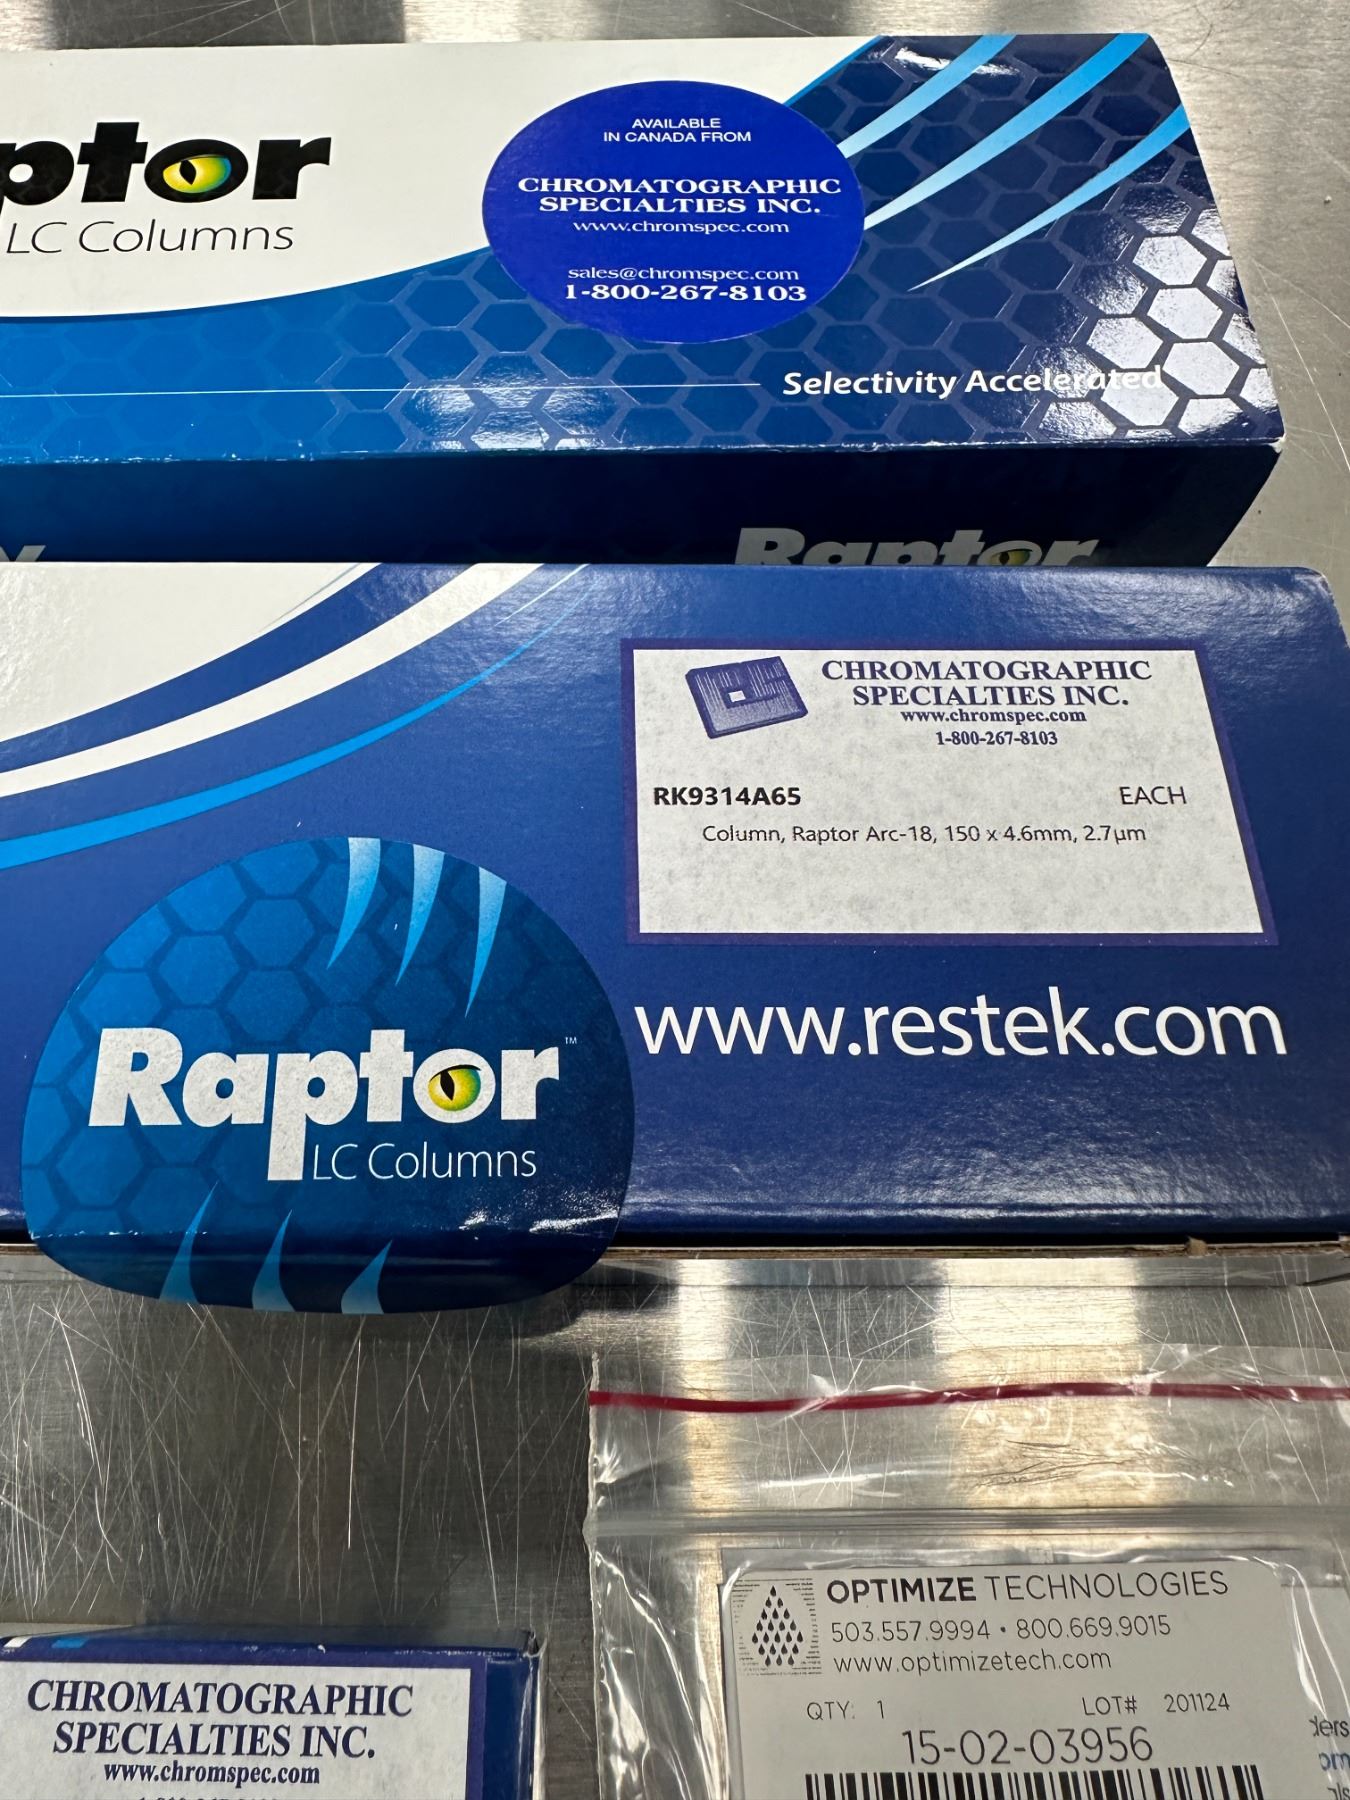 ptor
LC Columns
AVAILABLE
IN CANADA FROM
CHROMATOGRAPHIC
SPECIALTIES INC.
www.chromspec.com
sales@chromspec.com
1-800-267-8103
Selectivity Accelerated
Raptor
CHROMATOGRAPHIC
SPECIALTIES INC.
www.chromspec.com
1-800-267-8103
RK9314A65 EACH
Column, Raptor Arc-18, 150 x 4.6mm, 2.7µm
www.restek.com
Raptor™
LC Columns
OPTIMIZE TECHNOLOGIES
503.557.9994 • 800.669.9015
www.optimizetech.com
QTY: 1 LOT# 201124
15-02-03956
CHROMATOGRAPHIC
SPECIALTIES INC.
www.chromspec.com